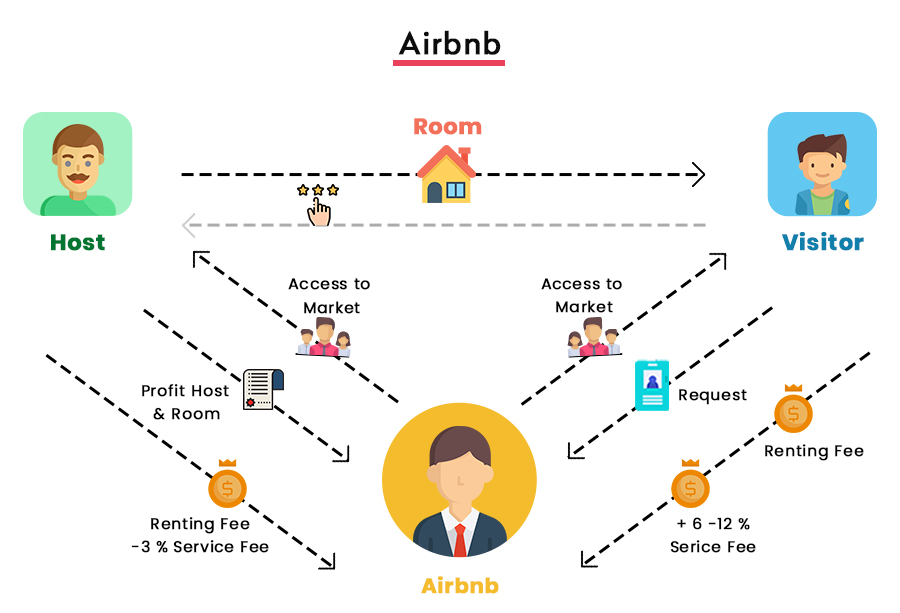 Airbnb
Room
Host
Visitor
Access to
Market
Access to
Market
Profit Host
& Room
Request
Renting Fee
Renting Fee
-3 % Service Fee
+ 6 -12 %
Serice Fee
Airbnb